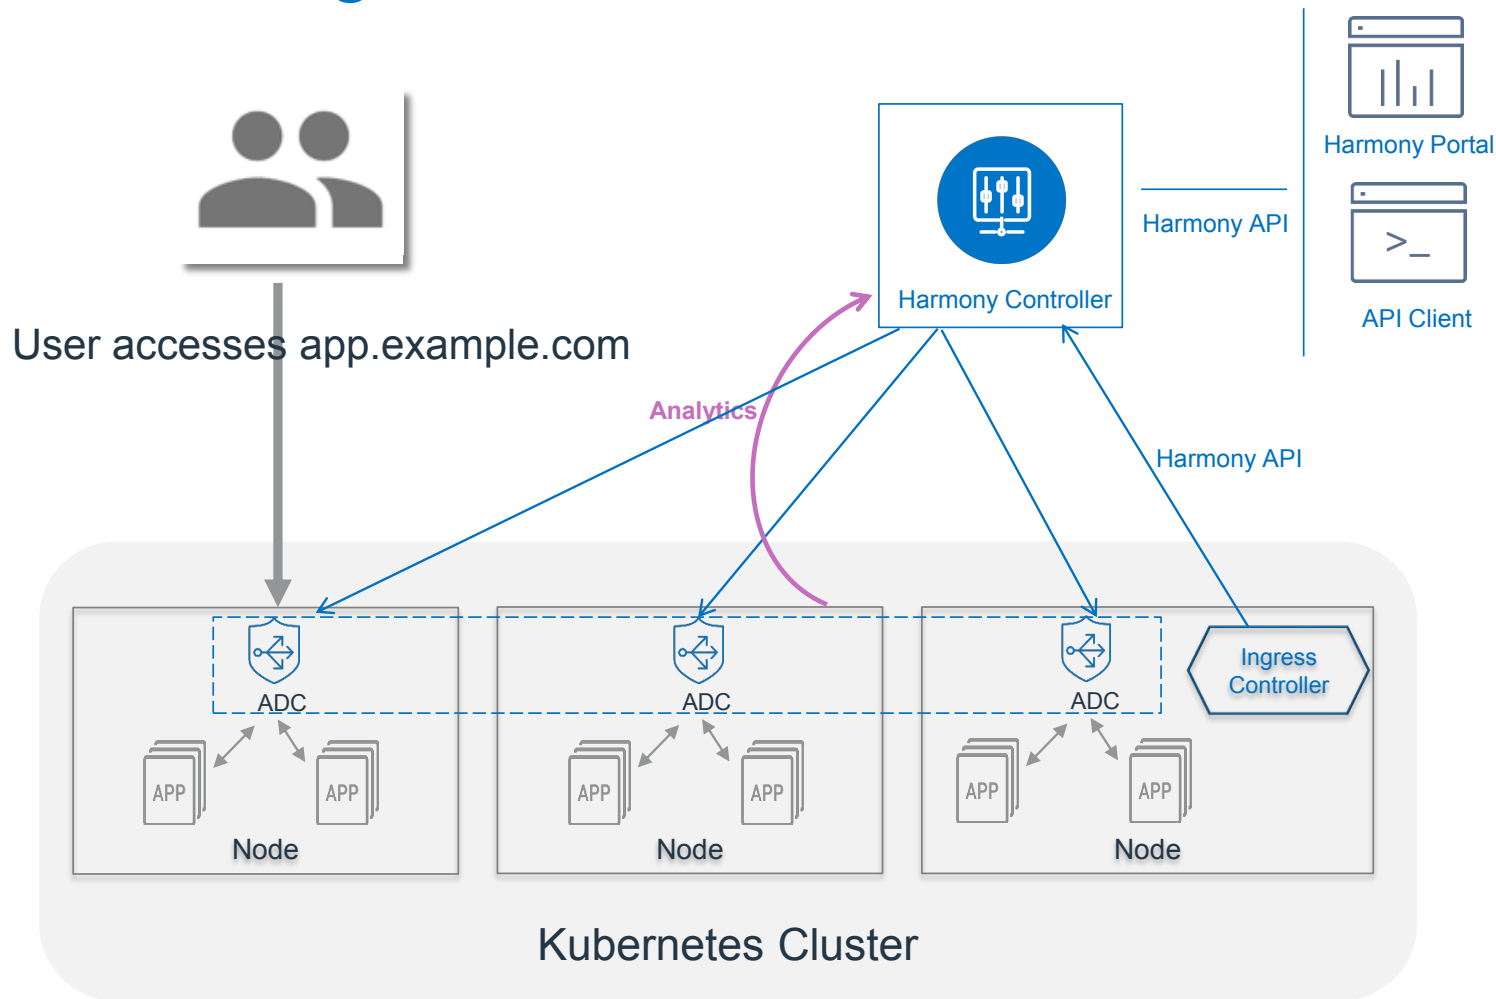 Harmony Portal
Harmony API
Harmony Controller
API Client
User accesses app.example.com
Analytics
Harmony API
Ingress
Controller
ADC
ADC
ADC
APP
APP
APP
APP
APP
APP
Node
Node
Node
Kubernetes Cluster
>_